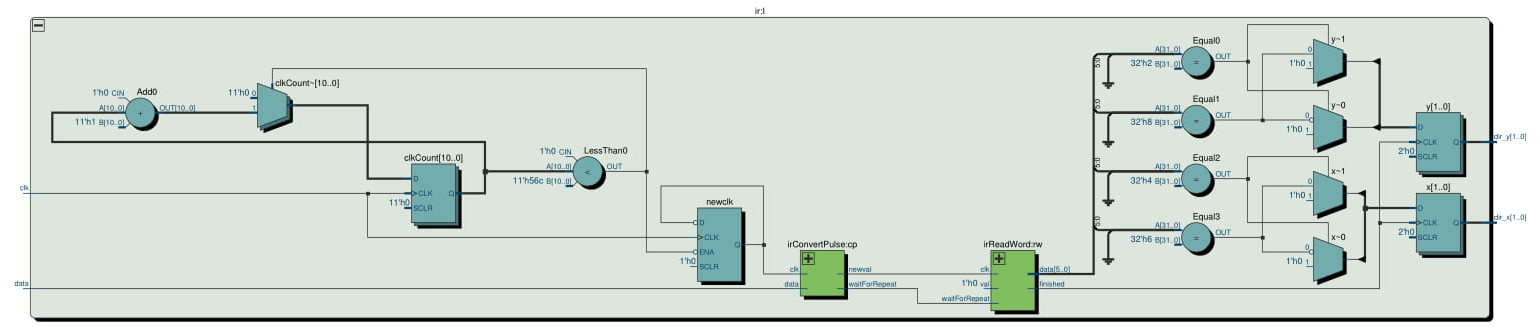 ir:I
clk
data
1'h0 CIN
Add0
A[10..0]
OUT[10..0]
11'h1 B[10..0]
+
clkCount~[10..0]
11'h0 0
1
clkCount[10..0]
D
CLK
Q
11'h0
SCLR
LessThan0
1'h0 CIN
A[10..0]
OUT
11'h56c B[10..0]
<
newclk
D
CLK
Q
ENA
1'h0
SCLR
irConvertPulse:cp
+
clk
newval
data
waitForRepeat
irReadWord:rw
+
clk
data[5..0]
1'h0 val
finished
waitForRepeat
5:0
5:0
5:0
5:0
Equal0
A[31..0]
OUT
32'h2 B[31..0]
=
Equal1
A[31..0]
OUT
32'h8 B[31..0]
=
Equal2
A[31..0]
OUT
32'h4 B[31..0]
=
Equal3
A[31..0]
OUT
32'h6 B[31..0]
=
y~1
0
1'h0 1
y~0
0
1'h0 1
x~1
0
1'h0 1
x~0
0
1'h0 1
y[1..0]
D
CLK
Q
2'h0
SCLR
dir_y[1..0]
x[1..0]
D
CLK
Q
2'h0
SCLR
dir_x[1..0]